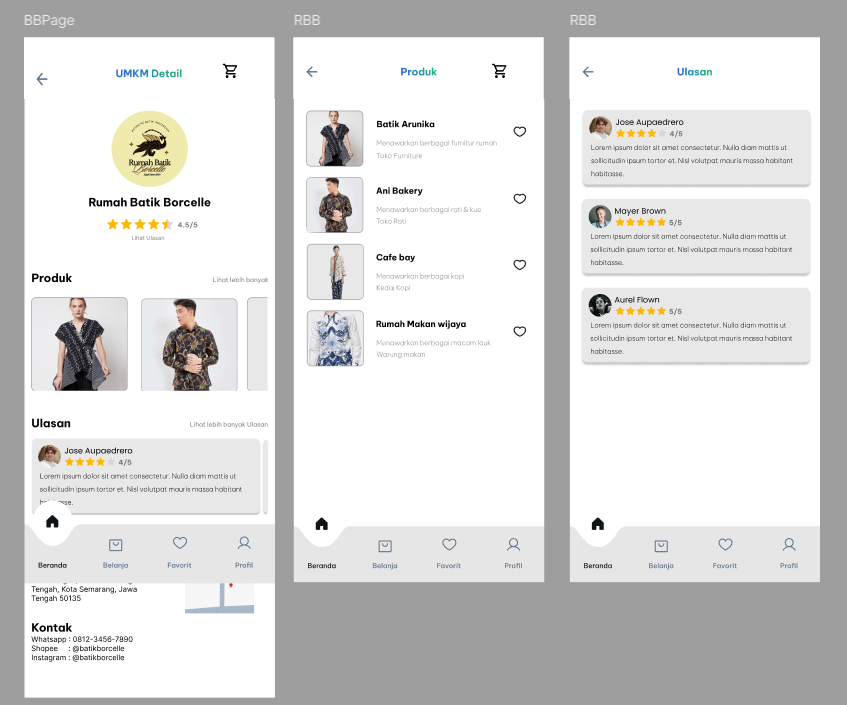 BBPage
UMKM Detail
Rumah Batik
Borcelle
Rumah Batik Borcelle
4.5/5
Lihat Ulasan
Produk
Lihat lebih banyak
Ulasan
Lihat lebih banyak Ulasan
Jose Aupaedrero
4/5
Lorem ipsum dolor sit amet consectetur. Nulla diam mattis ut
sollicitudin ipsum tortor et. Nisl volutpat mauris massa habitant
Beranda
Belanja
Favorit
Profil
Tengah, Kota Semarang, Jawa
Tengah 50135
Kontak
Whatsapp : 0812-3456-7890
Shopee : @batikborcelle
Instagram : @batikborcelle
RBB
Produk
Batik Arunika
Menawarkan berbagai furnitur rumah
Toko Furniture
Ani Bakery
Menawarkan berbagai roti & kue
Toko Roti
Cafe bay
Menawarkan berbagai kopi
Kedai Kopi
Rumah Makan wijaya
Menawarkan berbagai macam lauk
Warung makan
Beranda
Belanja
Favorit
Profil
RBB
Ulasan
Jose Aupaedrero
4/5
Lorem ipsum dolor sit amet consectetur. Nulla diam mattis ut
sollicitudin ipsum tortor et. Nisl volutpat mauris massa habitant
habitasse.
Mayer Brown
5/5
Lorem ipsum dolor sit amet consectetur. Nulla diam mattis ut
sollicitudin ipsum tortor et. Nisl volutpat mauris massa habitant
habitasse.
Aurel Flown
5/5
Lorem ipsum dolor sit amet consectetur. Nulla diam mattis ut
sollicitudin ipsum tortor et. Nisl volutpat mauris massa habitant
habitasse.
Beranda
Belanja
Favorit
Profil